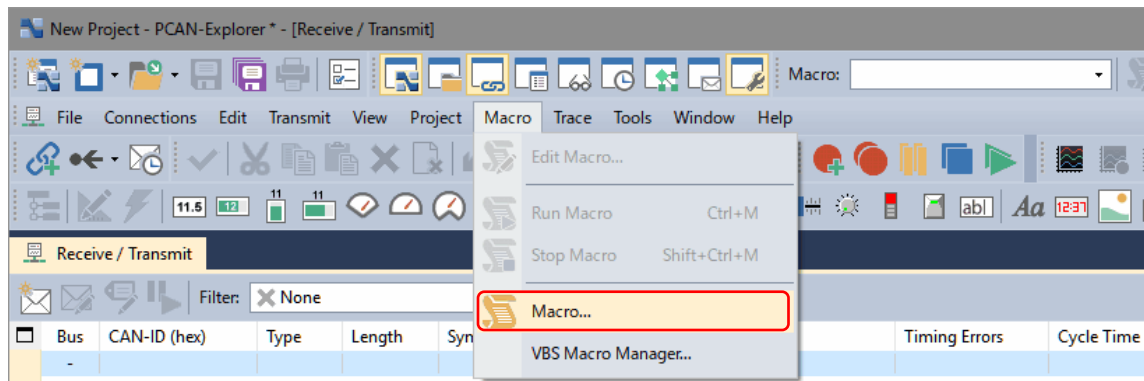 New Project - PCAN-Explorer * - [Receive / Transmit]
Macro:
File Connections Edit Transmit View Project Macro Trace Tools Window Help
Edit Macro...
11.5 12 11 11 abl Aa 12:37
Run Macro Ctrl+M
Receive / Transmit
Stop Macro Shift+Ctrl+M
Filter: None
Macro...
Bus CAN-ID (hex) Type Length Syn Timing Errors Cycle Time
VBS Macro Manager...
-